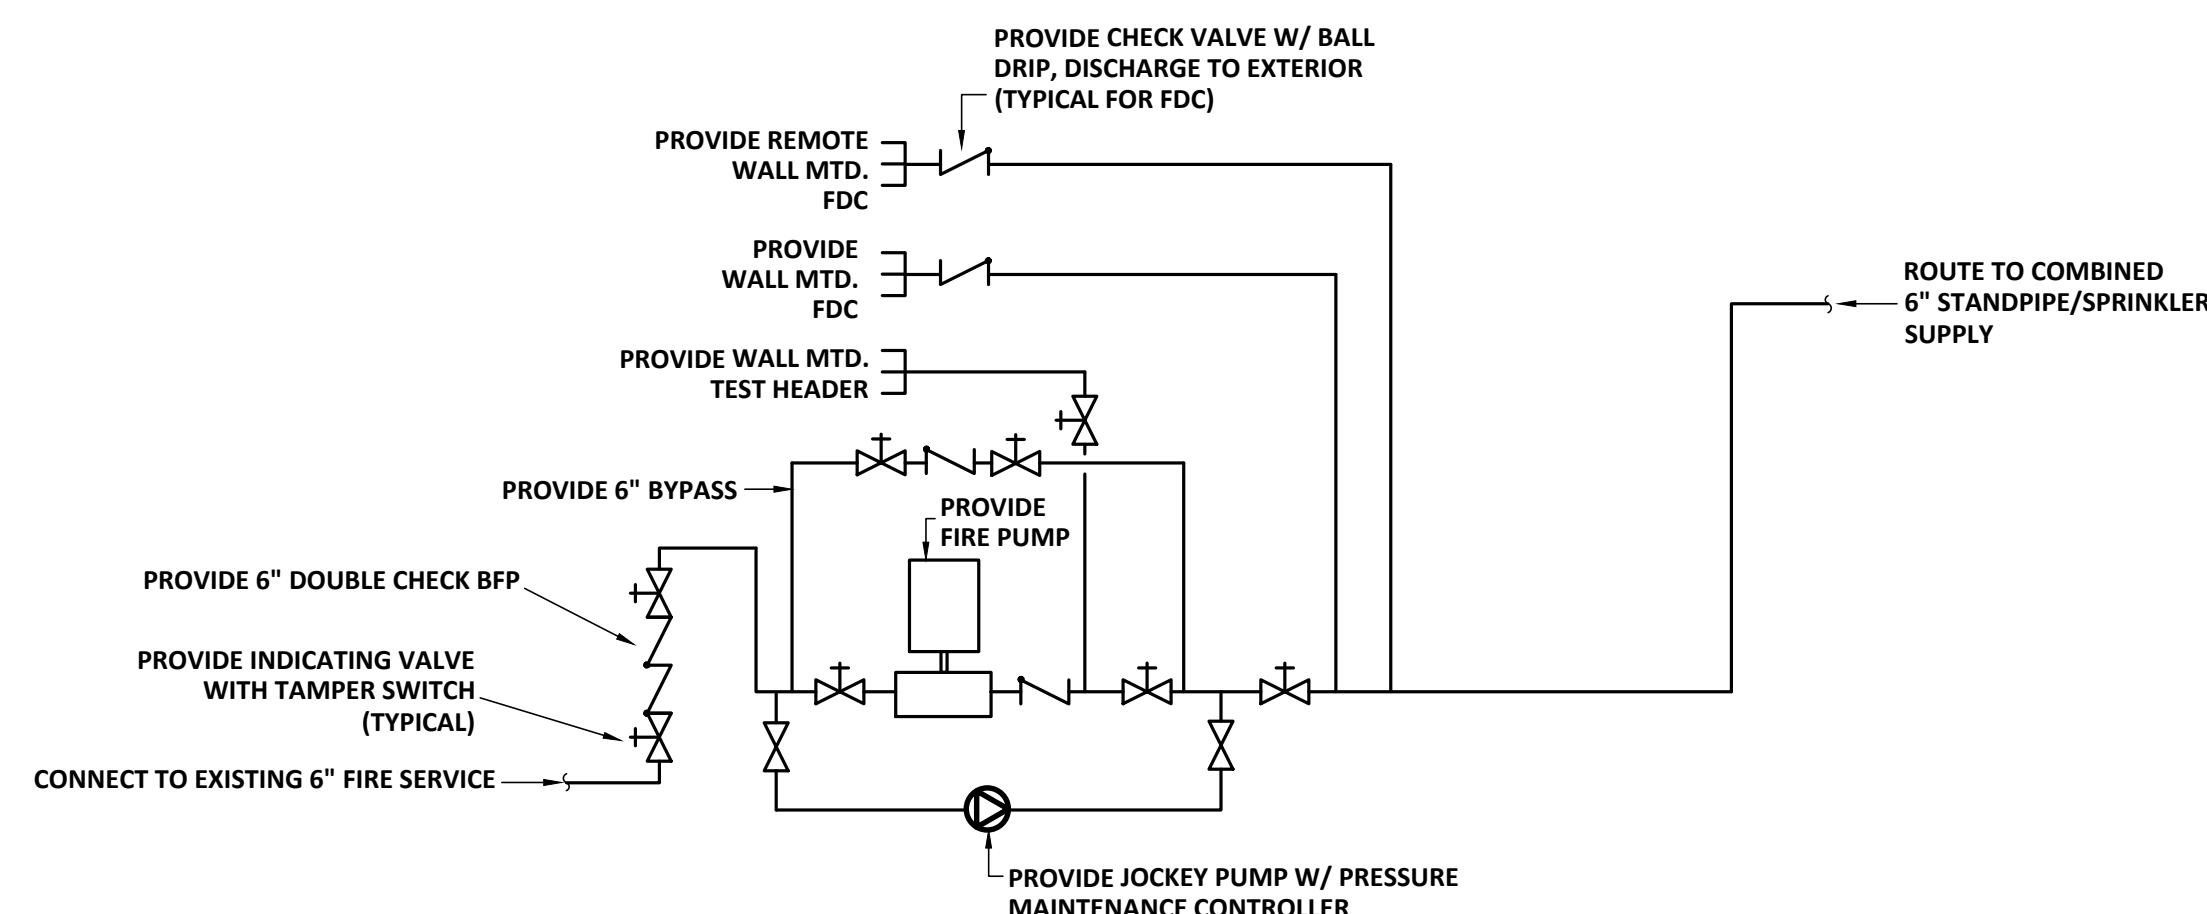 PROVIDE CHECK VALVE W/ BALL
DRIP, DISCHARGE TO EXTERIOR
(TYPICAL FOR FDC)
PROVIDE REMOTE
WALL MTD.
FDC
PROVIDE
WALL MTD.
FDC
ROUTE TO COMBINED
6" STANDPIPE/SPRINKLER
SUPPLY
PROVIDE WALL MTD.
TEST HEADER
PROVIDE 6" BYPASS
PROVIDE
FIRE PUMP
PROVIDE 6" DOUBLE CHECK BFP
PROVIDE INDICATING VALVE
WITH TAMPER SWITCH
(TYPICAL)
CONNECT TO EXISTING 6" FIRE SERVICE
PROVIDE JOCKEY PUMP W/ PRESSURE
MAINTENANCE CONTROLLER